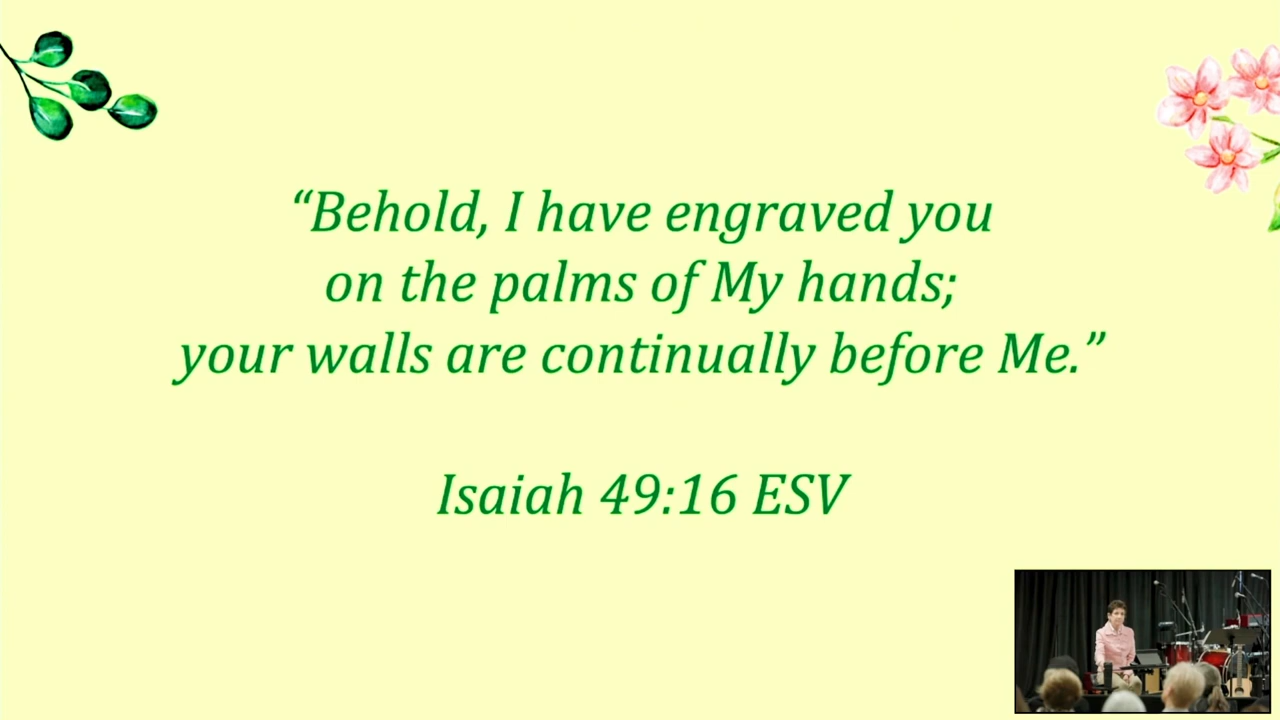 “Behold, I have engraved you
on the palms of My hands;
your walls are continually before Me.”
Isaiah 49:16 ESV